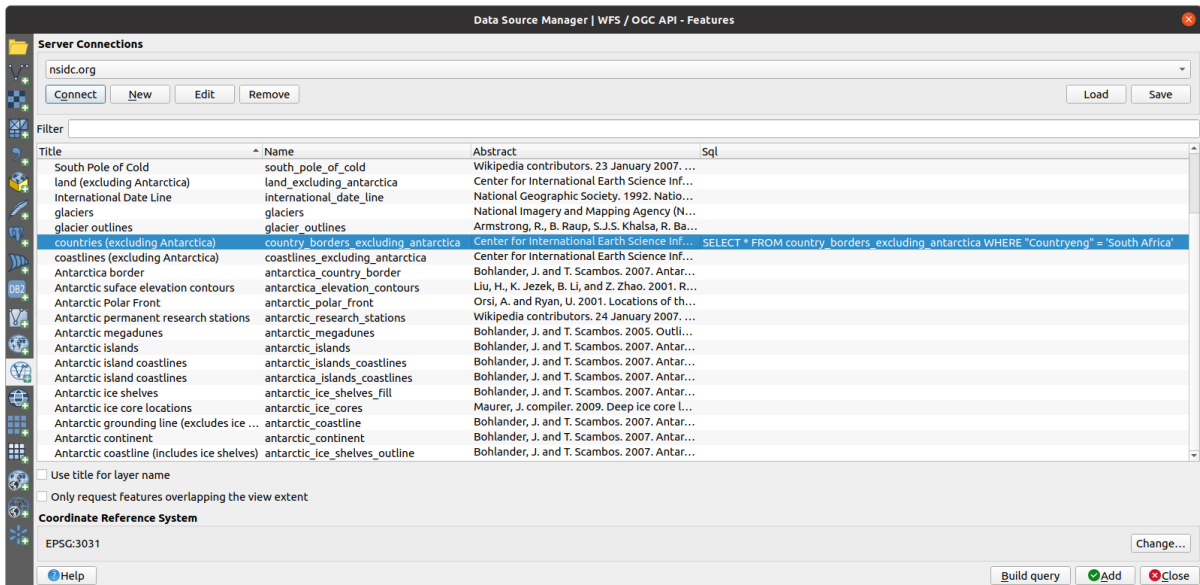 Data Source Manager | WFS / OGC API - Features
Server Connections
nsidc.org
Connect New Edit Remove Load Save
Filter
Title Name Abstract Sql
South Pole of Cold south_pole_of_cold Wikipedia contributors. 23 January 2007. ...
land (excluding Antarctica) land_excluding_antarctica Center for International Earth Science Inf...
International Date Line international_date_line National Geographic Society. 1992. Natio...
glaciers glaciers National Imagery and Mapping Agency (N...
glacier outlines glacier_outlines Armstrong, R., B. Raup, S.J.S. Khalsa, R. Ba...
countries (excluding Antarctica) country_borders_excluding_antarctica Center for International Earth Science Inf... SELECT * FROM country_borders_excluding_antarctica WHERE "Countryeng" = 'South Africa'
coastlines (excluding Antarctica) coastlines_excluding_antarctica Center for International Earth Science Inf...
Antarctica border antarctica_country_border Bohlander, J. and T. Scambos. 2007. Antar...
Antarctic suface elevation contours antarctica_elevation_contours Liu, H., K. Jezek, B. Li, and Z. Zhao. 2001. R...
Antarctic Polar Front antarctic_polar_front Orsi, A. and Ryan, U. 2001. Locations of th...
Antarctic permanent research stations antarctic_research_stations Wikipedia contributors. 24 January 2007. ...
Antarctic megadunes antarctic_megadunes Bohlander, J. and T. Scambos. 2005. Outli...
Antarctic islands antarctic_islands Bohlander, J. and T. Scambos. 2007. Antar...
Antarctic island coastlines antarctic_islands_coastlines Bohlander, J. and T. Scambos. 2007. Antar...
Antarctic island coastlines antarctica_islands_coastlines Bohlander, J. and T. Scambos. 2007. Antar...
Antarctic ice shelves antarctic_ice_shelves_fill Bohlander, J. and T. Scambos. 2007. Antar...
Antarctic ice core locations antarctic_ice_cores Maurer, J. compiler. 2009. Deep ice core l...
Antarctic grounding line (excludes ice ... antarctic_coastline Bohlander, J. and T. Scambos. 2007. Antar...
Antarctic continent antarctic_continent Bohlander, J. and T. Scambos. 2007. Antar...
Antarctic coastline (includes ice shelves) antarctic_ice_shelves_outline Bohlander, J. and T. Scambos. 2007. Antar...
Use title for layer name
Only request features overlapping the view extent
Coordinate Reference System
EPSG:3031 Change...
Help Build query Add Close
DB2